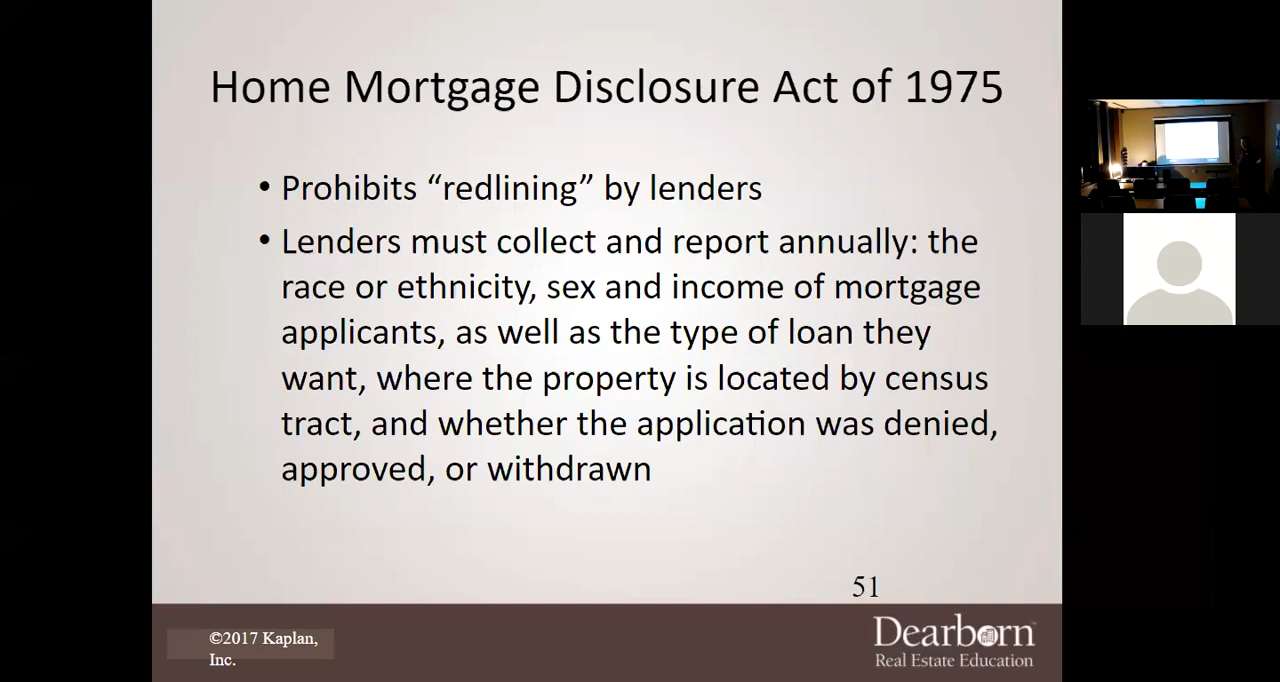 Home Mortgage Disclosure Act of 1975
• Prohibits “redlining” by lenders
• Lenders must collect and report annually: the
race or ethnicity, sex and income of mortgage
applicants, as well as the type of loan they
want, where the property is located by census
tract, and whether the application was denied,
approved, or withdrawn
51
©2017 Kaplan,
Inc.
Dearborn™
Real Estate Education